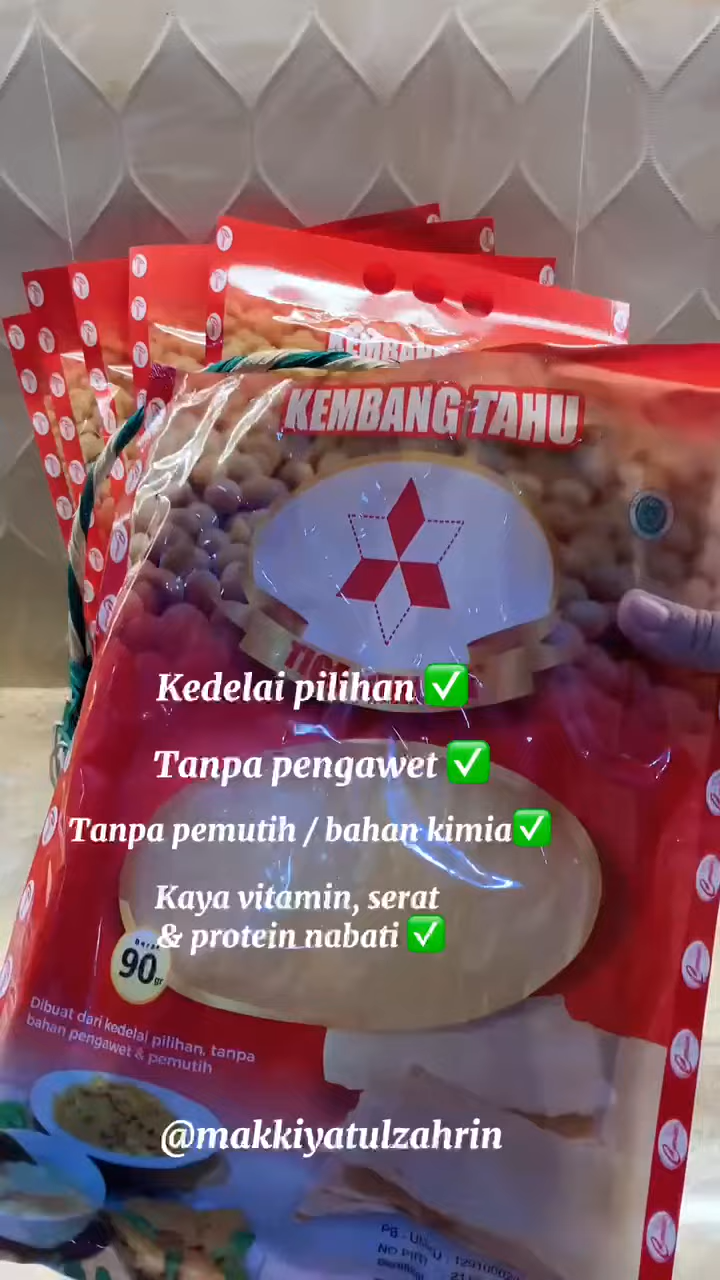 KEMBANG TAHU
Kedelai pilihan ✅
Tanpa pengawet ✅
Tanpa pemutih / bahan kimia✅
Kaya vitamin, serat
& protein nabati ✅
90gr
Dibuat dari kedelai pilihan, tanpa
bahan pengawet & pemutih
@makkiyatulzahrin